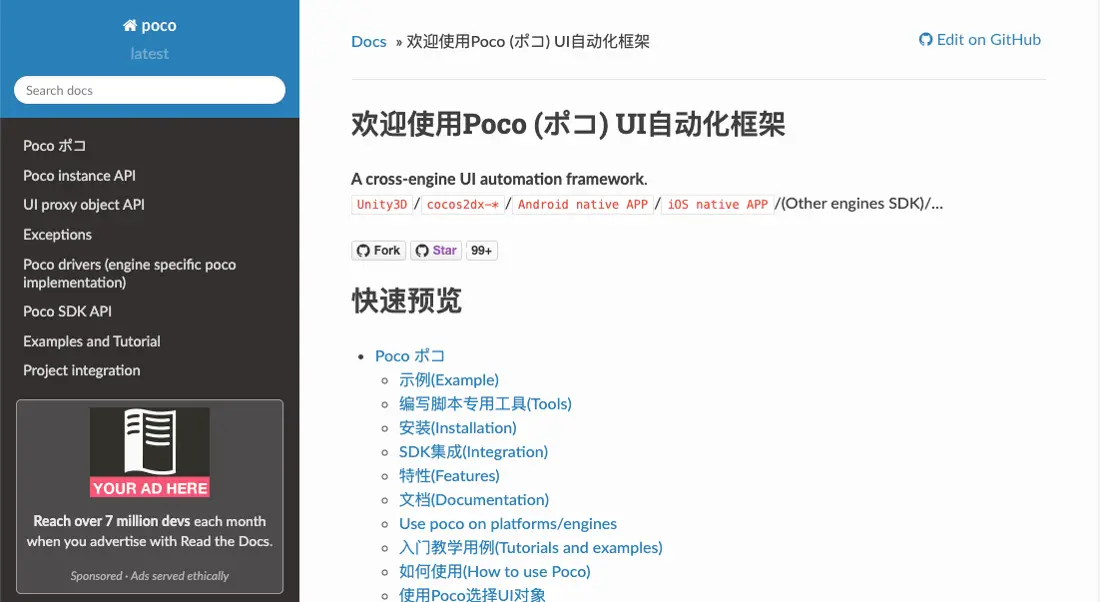 poco
latest
Search docs
Poco ポコ
Poco instance API
UI proxy object API
Exceptions
Poco drivers (engine specific poco
implementation)
Poco SDK API
Examples and Tutorial
Project integration
YOUR AD HERE
Reach over 7 million devs each month
when you advertise with Read the Docs.
Sponsored · Ads served ethically
Docs » 欢迎使用Poco (ポコ) UI自动化框架
Edit on GitHub
欢迎使用Poco (ポコ) UI自动化框架
A cross-engine UI automation framework.
Unity3D / cocos2dx-* / Android native APP / iOS native APP /(Other engines SDK)/...
Fork Star 99+
快速预览
Poco ポコ
示例(Example)
编写脚本专用工具(Tools)
安装(Installation)
SDK集成(Integration)
特性(Features)
文档(Documentation)
Use poco on platforms/engines
入门教学用例(Tutorials and examples)
如何使用(How to use Poco)
使用Poco选择UI对象